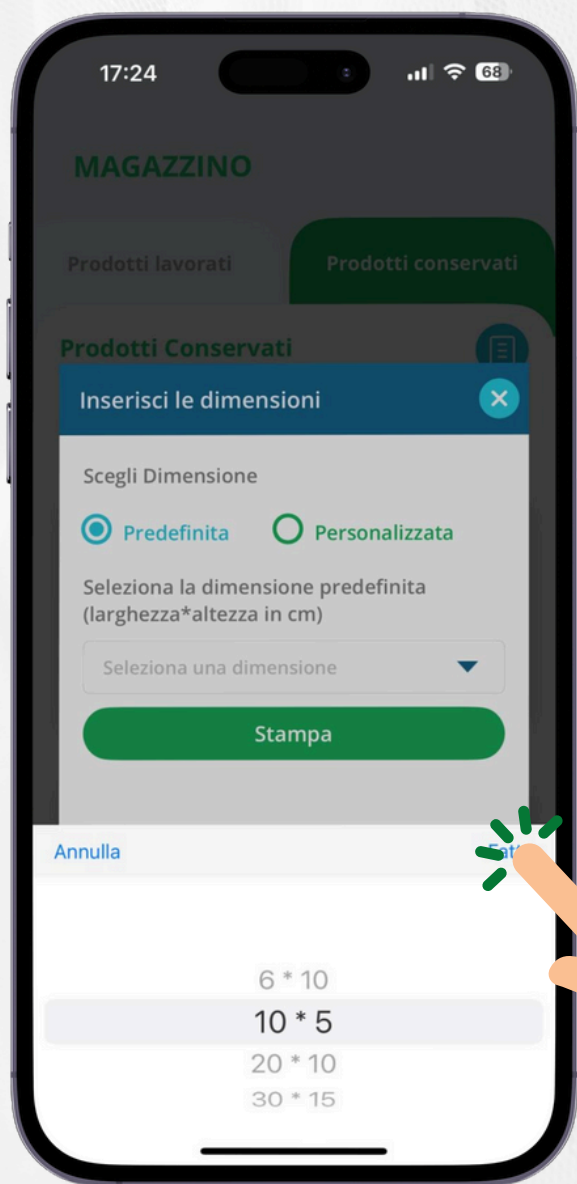 17:24
68
MAGAZZINO
Prodotti lavorati
Prodotti conservati
Prodotti Conservati
Inserisci le dimensioni
Scegli Dimensione
Predefinita
Personalizzata
Seleziona la dimensione predefinita
(larghezza*altezza in cm)
Seleziona una dimensione
Stampa
Annulla
6 * 10
10 * 5
20 * 10
30 * 15